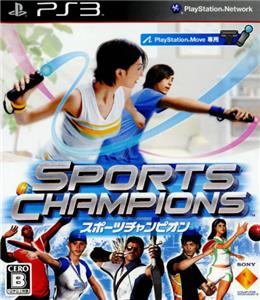 PS3
PlayStation Network
PlayStation.Move 専用
SPORTS
CHAMPIONS
スポーツチャンピオン
CERO
B
SONY